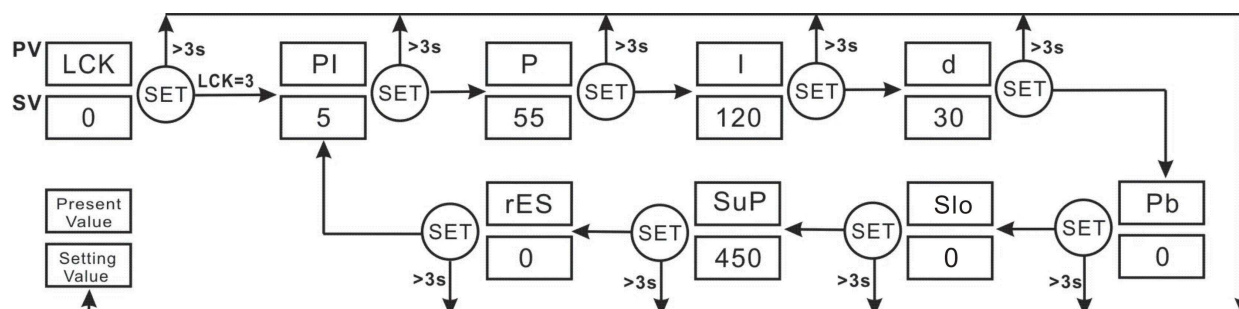 PV
LCK
SV
0
SET
>3s
LCK=3
PI
5
SET
>3s
P
55
SET
>3s
I
120
SET
>3s
d
30
SET
>3s
Present
Value
Setting
Value
rES
0
SET
>3s
SuP
450
SET
>3s
Slo
0
SET
>3s
Pb
0
SET
>3s